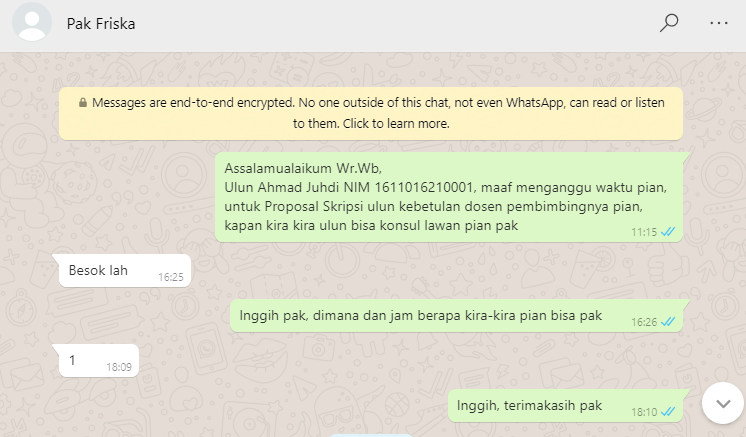 Pak Friska
Messages are end-to-end encrypted. No one outside of this chat, not even WhatsApp, can read or listen
to them. Click to learn more.
Assalamualaikum Wr.Wb,
Ulun Ahmad Juhdi NIM 1611016210001, maaf menganggu waktu pian,
untuk Proposal Skripsi ulun kebetulan dosen pembimbingnya pian,
kapan kira kira ulun bisa konsul lawan pian pak
11:15
Besok lah
16:25
Inggih pak, dimana dan jam berapa kira-kira pian bisa pak
16:26
1
18:09
Inggih, terimakasih pak
18:10